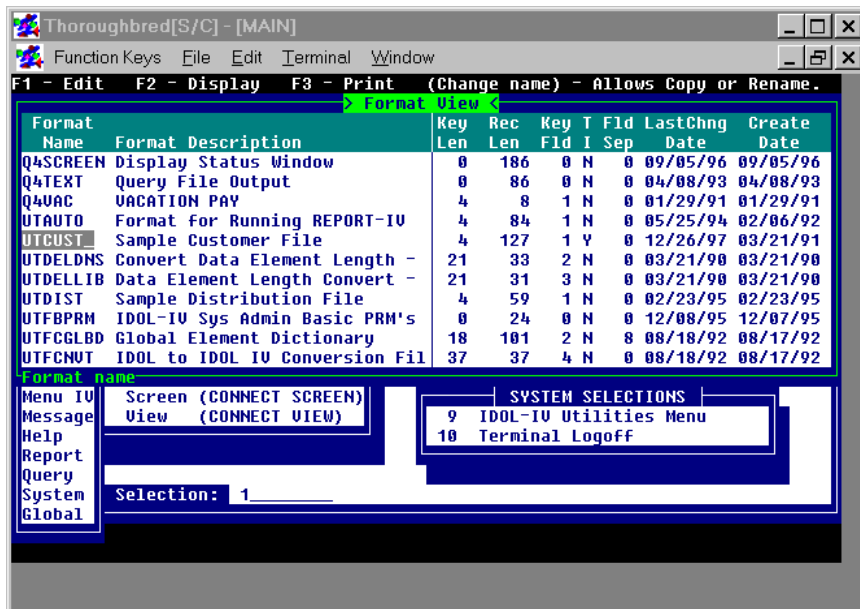 Thoroughbred[S/C] - [MAIN]
Function Keys File Edit Terminal Window
F1 - Edit F2 - Display F3 - Print (Change name) - Allows Copy or Rename.
> Format View <
Format Key Rec Key T Fld LastChng Create
Name Format Description Len Len Fld I Sep Date Date
Q4SCREEN Display Status Window 0 186 0 N 0 09/05/96 09/05/96
Q4TEXT Query File Output 0 86 0 N 0 04/08/93 04/08/93
Q4VAC VACATION PAY 4 8 1 N 0 01/29/91 01/29/91
UTAUTO Format for Running REPORT-IV 4 84 1 N 0 05/25/94 02/06/92
UTCUST_ Sample Customer File 4 127 1 Y 0 12/26/97 03/21/91
UTDELDNS Convert Data Element Length - 21 33 2 N 0 03/21/90 03/21/90
UTDELLIB Data Element Length Convert - 21 31 3 N 0 03/21/90 03/21/90
UTDIST Sample Distribution File 4 59 1 N 0 02/23/95 02/23/95
UTFBPRM IDOL-IV Sys Admin Basic PRM's 0 24 0 N 0 12/08/95 12/07/95
UTFCGLBD Global Element Dictionary 18 101 2 N 8 08/18/92 08/17/92
UTFCNVT IDOL to IDOL IV Conversion Fil 37 37 4 N 0 08/18/92 08/17/92
Format name
Menu IV Screen (CONNECT SCREEN) SYSTEM SELECTIONS
Message View (CONNECT VIEW) 9 IDOL-IV Utilities Menu
Help 10 Terminal Logoff
Report
Query
System Selection: 1_________
Global